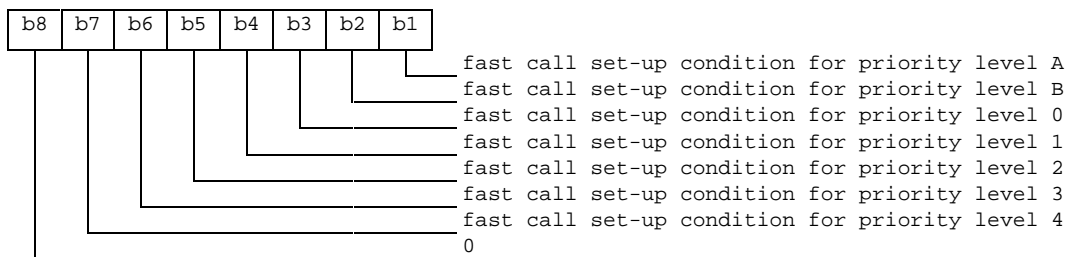 b8 b7 b6 b5 b4 b3 b2 b1
fast call set-up condition for priority level A
fast call set-up condition for priority level B
fast call set-up condition for priority level 0
fast call set-up condition for priority level 1
fast call set-up condition for priority level 2
fast call set-up condition for priority level 3
fast call set-up condition for priority level 4
0